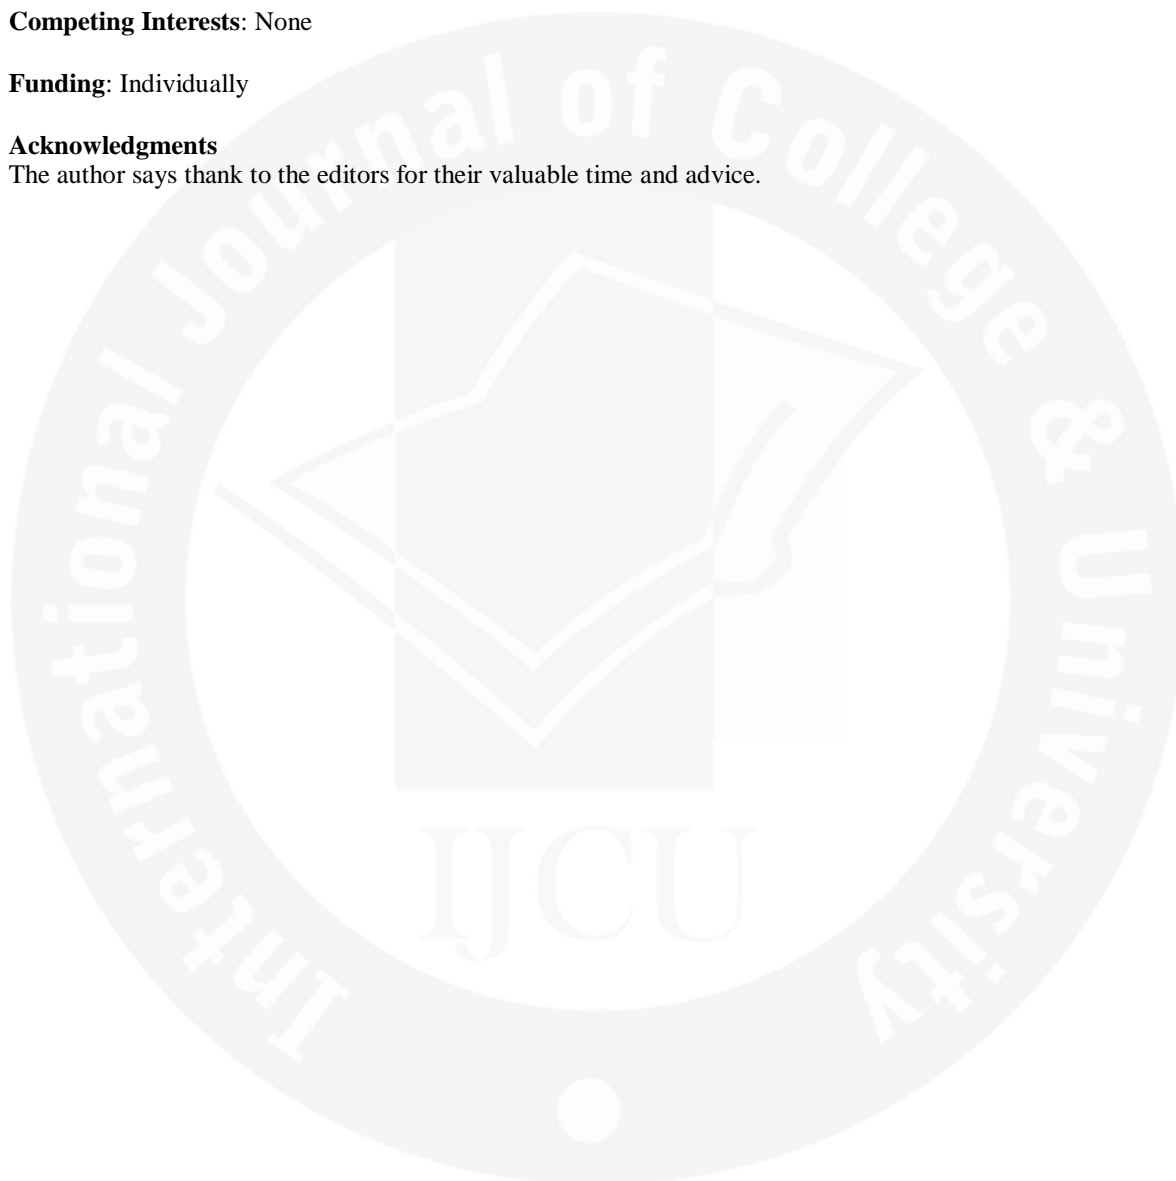 Competing Interests: None
Funding: Individually
Acknowledgments
The author says thank to the editors for their valuable time and advice.
International Journal of College & University
IJCU